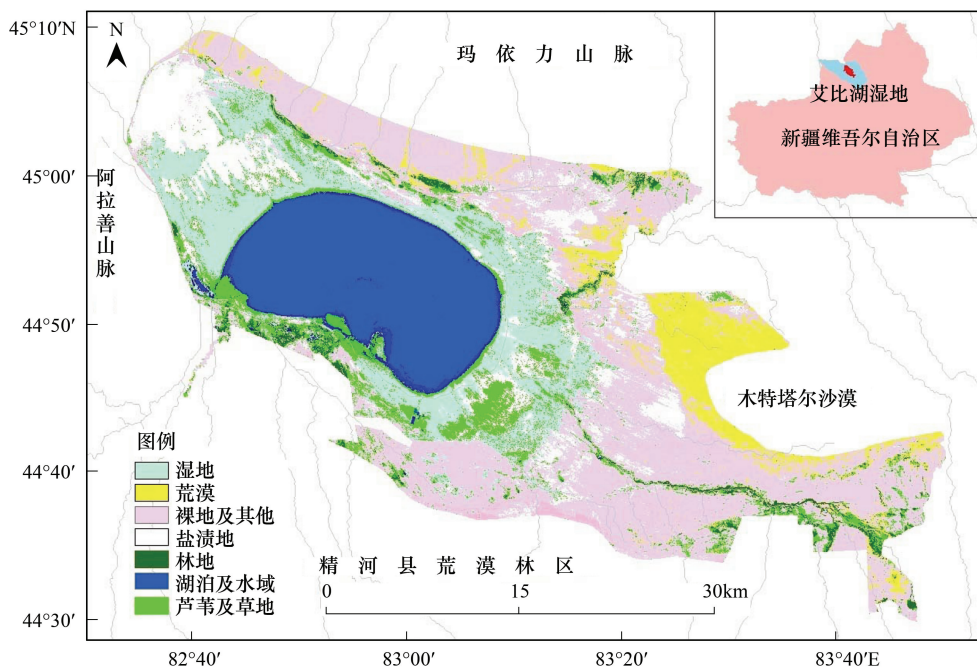 45°10′N
N
玛依力山脉
艾比湖湿地
新疆维吾尔自治区
45°00′
阿拉善山脉
44°50′
木特塔尔沙漠
图例
湿地
荒漠
裸地及其他
盐渍地
林地
湖泊及水域
芦苇及草地
44°40′
精河县荒漠林区
0 15 30km
44°30′
82°40′ 83°00′ 83°20′ 83°40′E